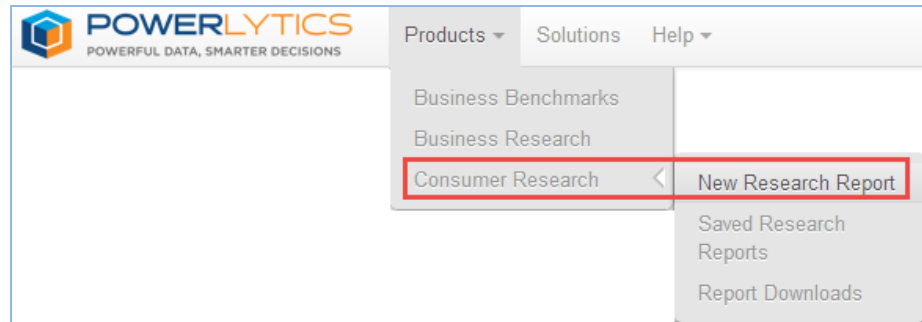 POWERLYTICS
POWERFUL DATA, SMARTER DECISIONS
Products Solutions Help
Business Benchmarks
Business Research
Consumer Research
New Research Report
Saved Research
Reports
Report Downloads